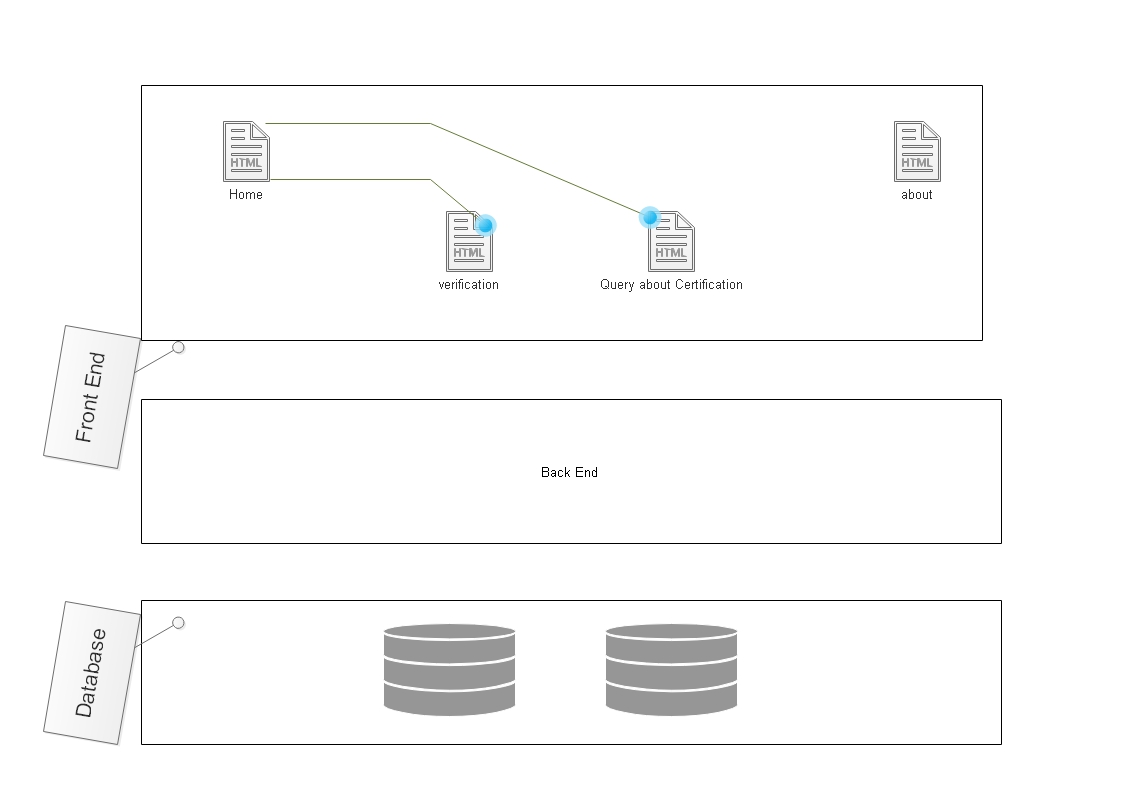 HTML
Home
HTML
about
HTML
verification
HTML
Query about Certification
Front End
Back End
Database